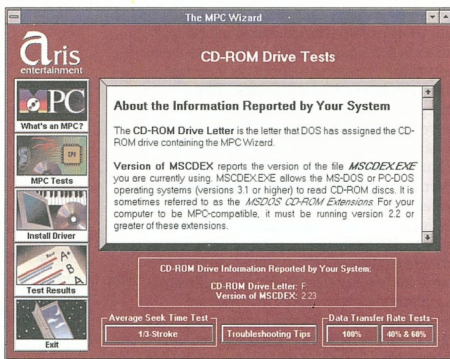 The MPC Wizard
aris
entertainment
CD-ROM Drive Tests
MPC
What's an MPC?
CPU
MPC Tests
Install Driver
A+
B
A
Test Results
Exit
About the Information Reported by Your System
The CD-ROM Drive Letter is the letter that DOS has assigned the CD-
ROM drive containing the MPC Wizard.
Version of MSCDEX reports the version of the file MSCDEX.EXE
you are currently using. MSCDEX.EXE allows the MS-DOS or PC-DOS
operating systems (versions 3.1 or higher) to read CD-ROM discs. It is
sometimes referred to as the MSDOS CD-ROM Extensions. For your
computer to be MPC-compatible, it must be running version 2.2 or
greater of these extensions.
CD-ROM Drive Information Reported by Your System:
CD-ROM Drive Letter: F:
Version of MSCDEX: 2.23
Average Seek Time Test
1/3-Stroke
Troubleshooting Tips
Data Transfer Rate Tests
100%
40% & 60%